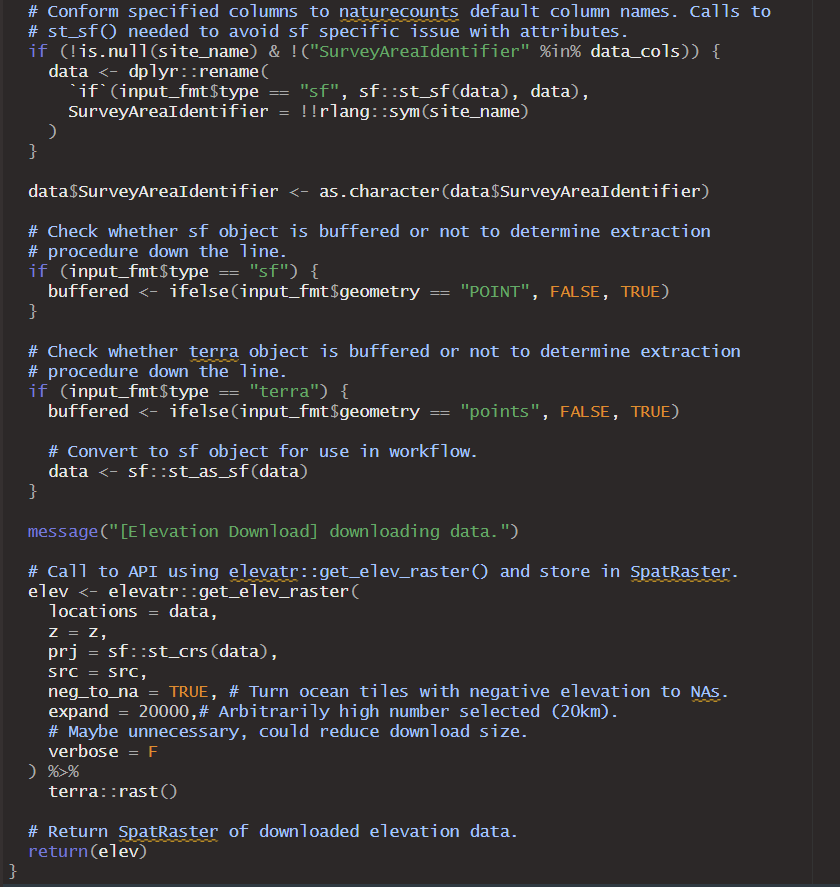 # Conform specified columns to naturecounts default column names. Calls to
# st_sf() needed to avoid sf specific issue with attributes.
if (!is.null(site_name) & !("SurveyAreaIdentifier" %in% data_cols)) {
data <- dplyr::rename(
`if`(input_fmt$type == "sf", sf::st_sf(data), data),
SurveyAreaIdentifier = !!rlang::sym(site_name)
)
}
data$SurveyAreaIdentifier <- as.character(data$SurveyAreaIdentifier)
# Check whether sf object is buffered or not to determine extraction
# procedure down the line.
if (input_fmt$type == "sf") {
buffered <- ifelse(input_fmt$geometry == "POINT", FALSE, TRUE)
}
# Check whether terra object is buffered or not to determine extraction
# procedure down the line.
if (input_fmt$type == "terra") {
buffered <- ifelse(input_fmt$geometry == "points", FALSE, TRUE)
# Convert to sf object for use in workflow.
data <- sf::st_as_sf(data)
}
message("[Elevation Download] downloading data.")
# Call to API using elevatr::get_elev_raster() and store in SpatRaster.
elev <- elevatr::get_elev_raster(
locations = data,
z = z,
prj = sf::st_crs(data),
src = src,
neg_to_na = TRUE, # Turn ocean tiles with negative elevation to NAs.
expand = 20000,# Arbitrarily high number selected (20km).
# Maybe unnecessary, could reduce download size.
verbose = F
) %>%
terra::rast()
# Return SpatRaster of downloaded elevation data.
return(elev)
}